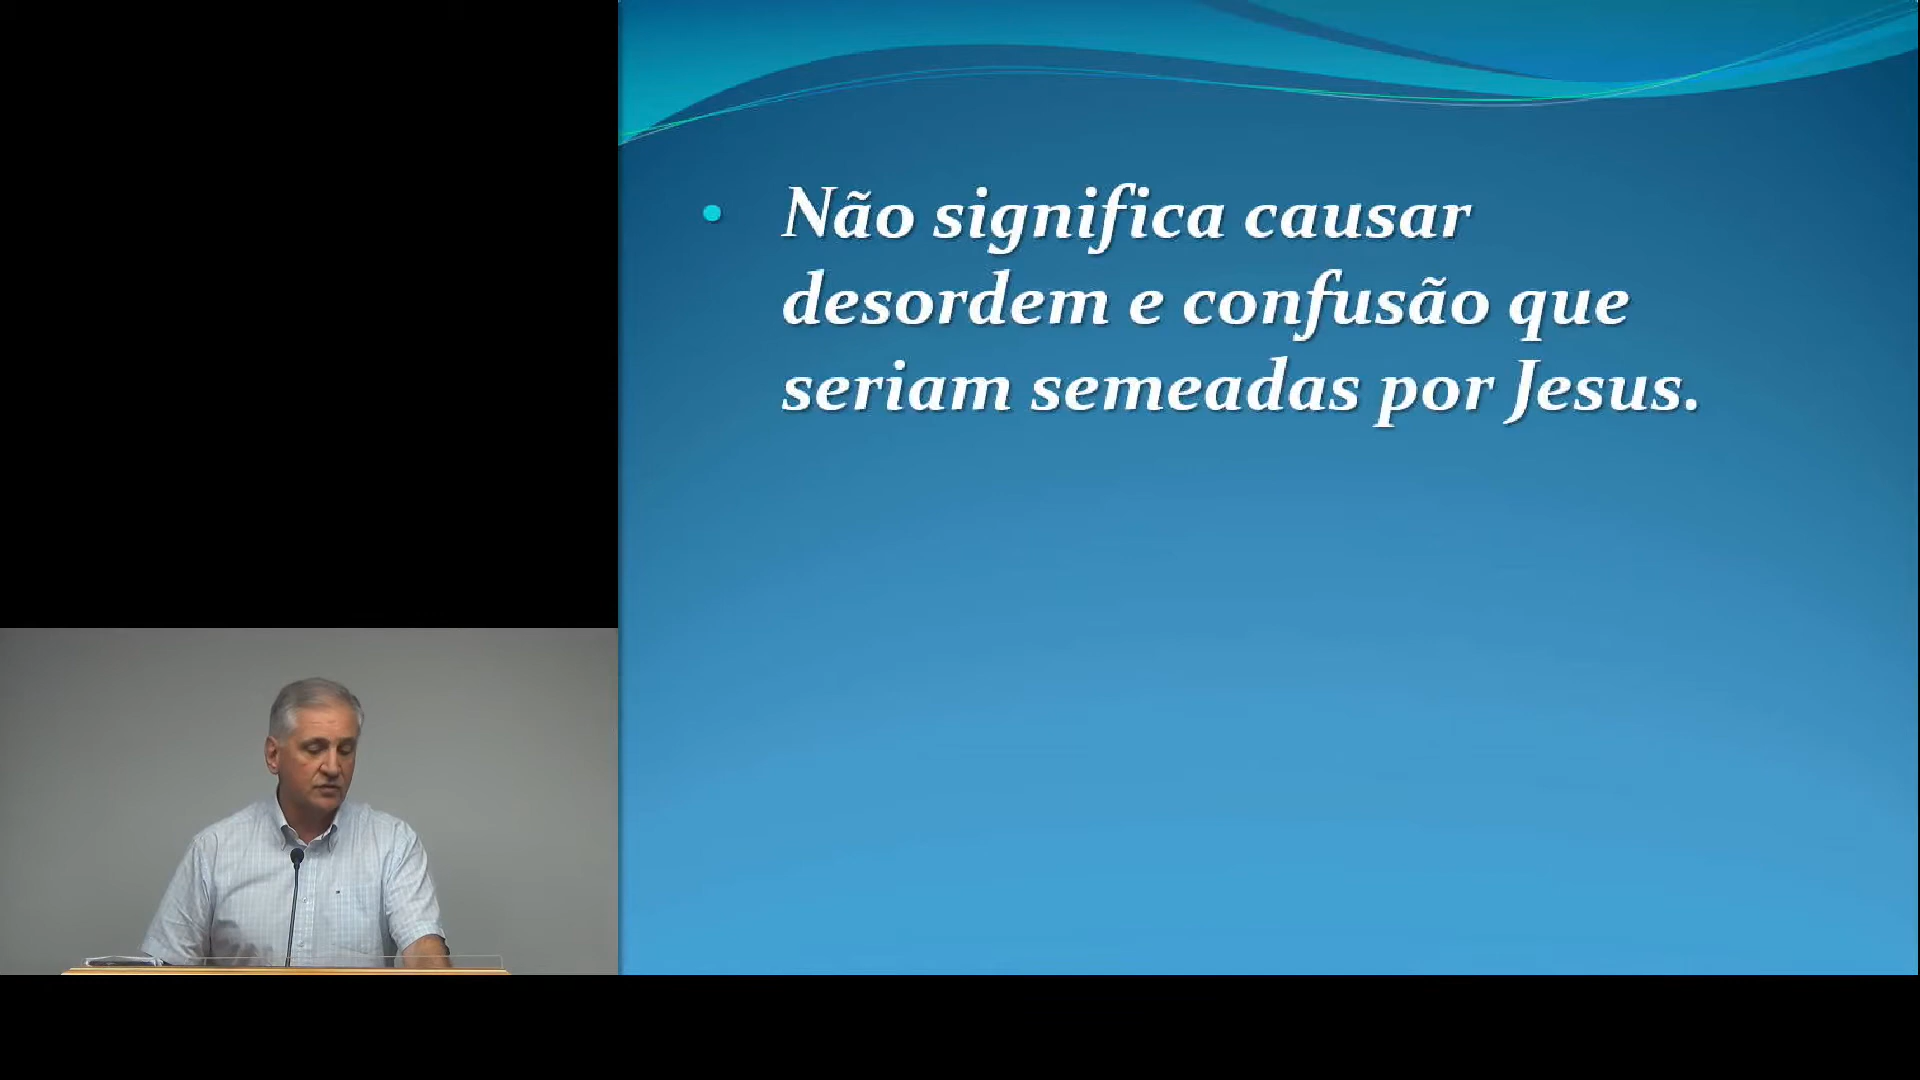 • Não significa causar
desordem e confusão que
seriam semeadas por Jesus.